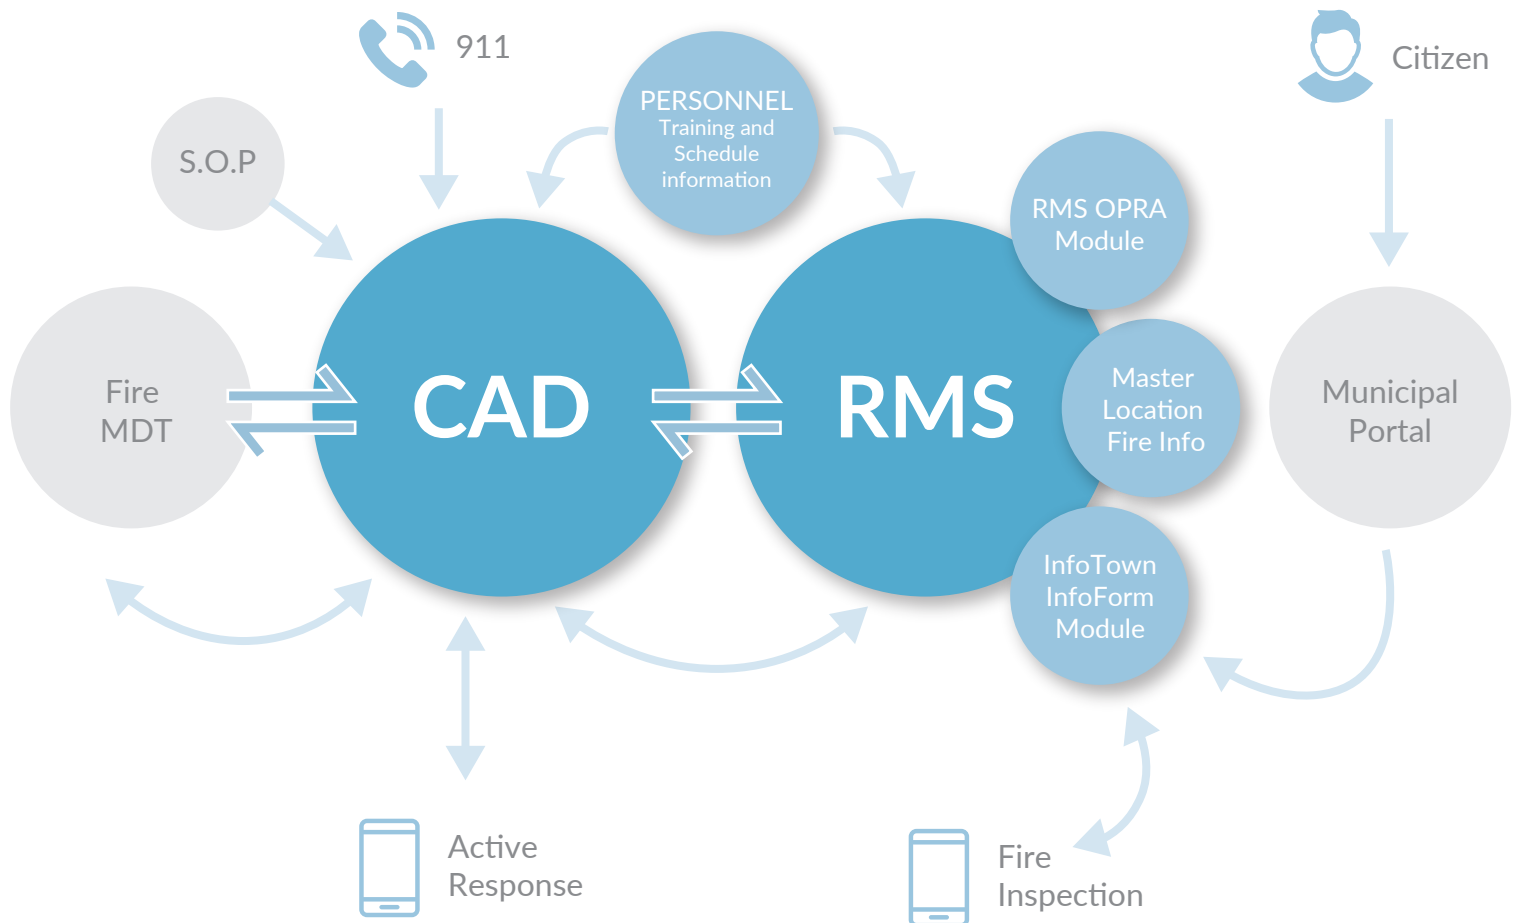 911
Citizen
PERSONNEL
Training and
Schedule
information
S.O.P
RMS OPRA
Module
Fire
MDT
CAD
RMS
Master
Location
Fire Info
Municipal
Portal
InfoTown
InfoForm
Module
Active
Response
Fire
Inspection